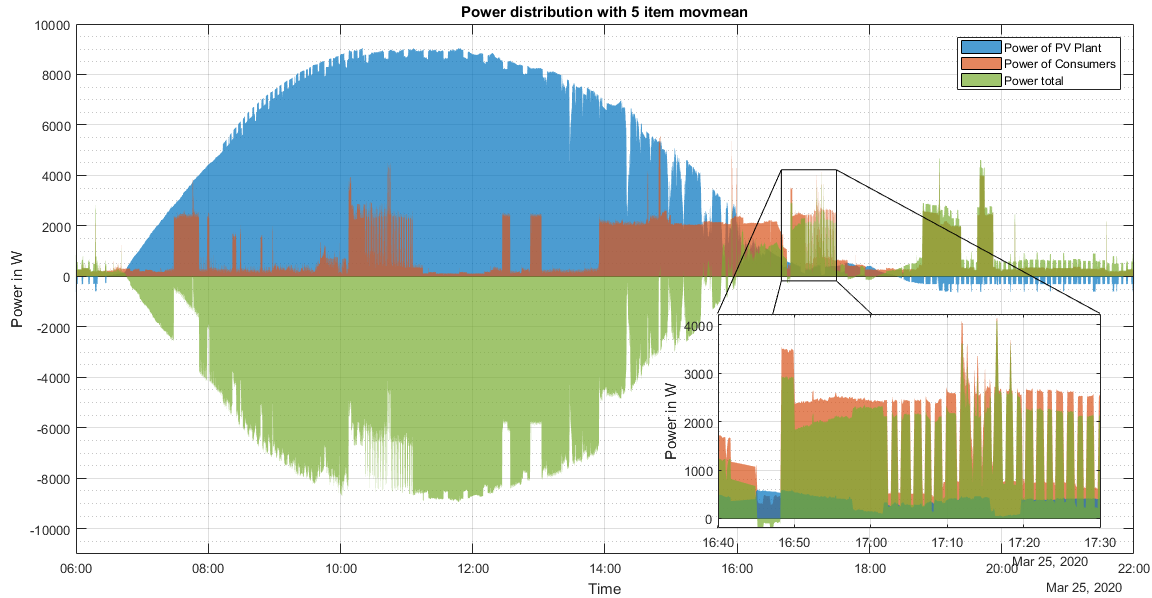 Power distribution with 5 item movmean
Power in W
10000
8000
6000
4000
2000
0
-2000
-4000
-6000
-8000
-10000
Power of PV Plant
Power of Consumers
Power total
Power in W
4000
3000
2000
1000
0
16:40 16:50 17:00 17:10 17:20 17:30
Mar 25, 2020
06:00 08:00 10:00 12:00 14:00 16:00 18:00 20:00 22:00
Time
Mar 25, 2020